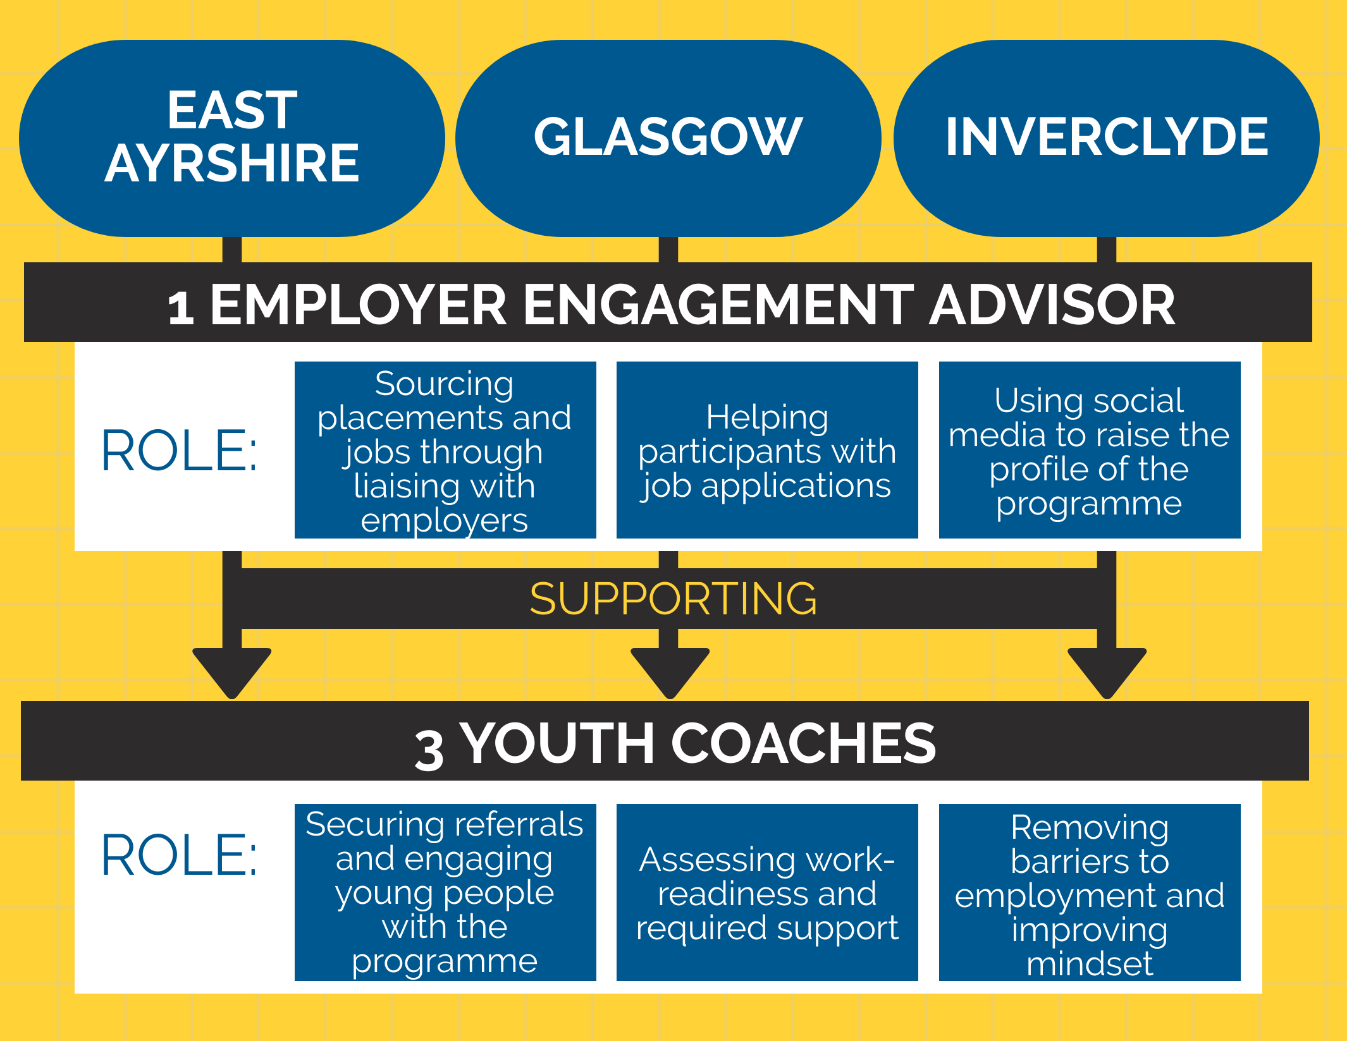 EAST
AYRSHIRE
GLASGOW
INVERCLYDE
1 EMPLOYER ENGAGEMENT ADVISOR
ROLE:
Sourcing
placements and
jobs through
liaising with
employers
Helping
participants with
job applications
Using social
media to raise the
profile of the
programme
SUPPORTING
3 YOUTH COACHES
ROLE:
Securing referrals
and engaging
young people
with the
programme
Assessing work-
readiness and
required support
Removing
barriers to
employment and
improving
mindset